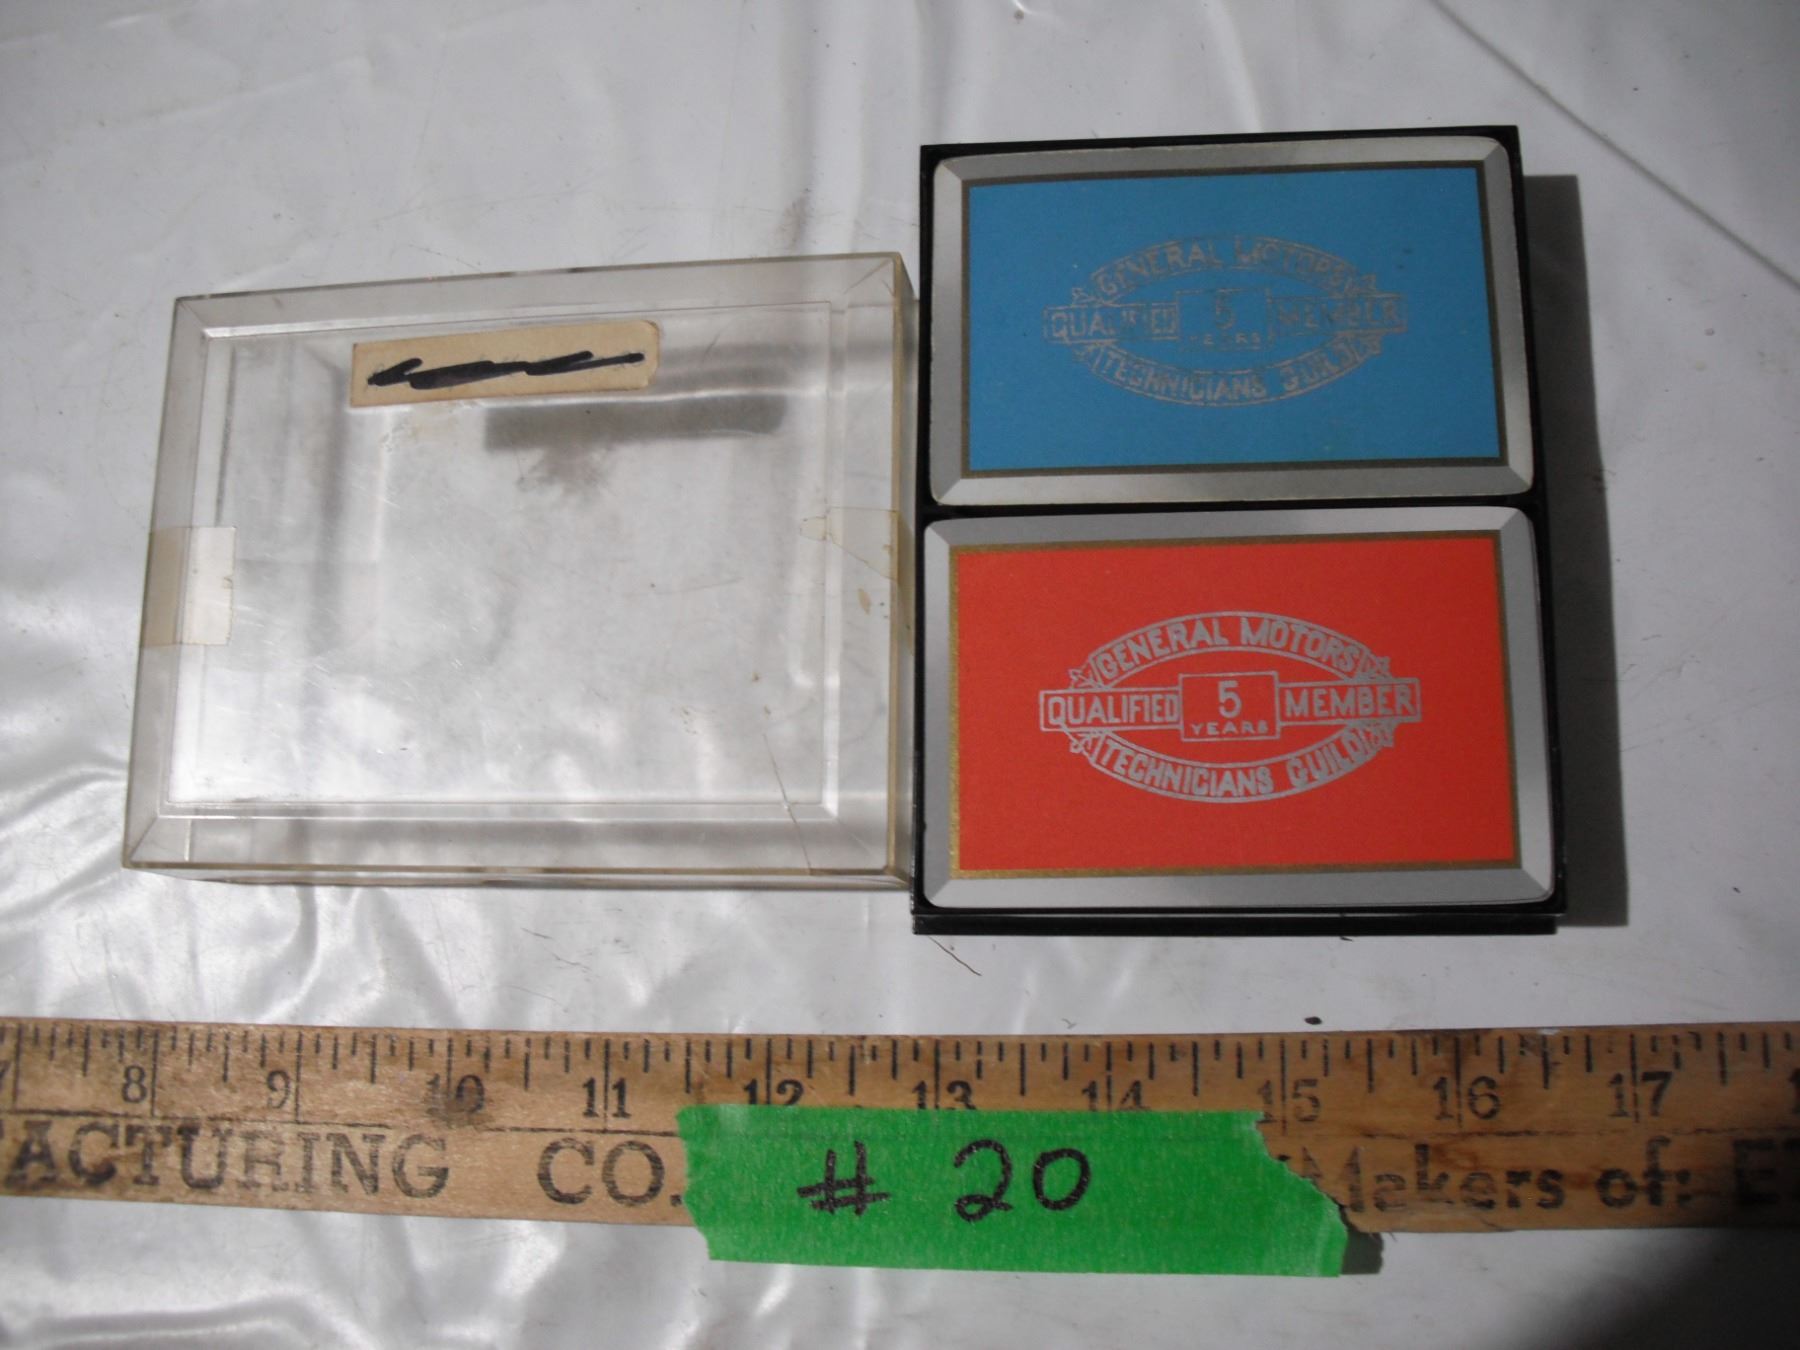 GENERAL MOTORS
QUALIFIED 5 MEMBER
YEARS
TECHNICIANS GUILD
GENERAL MOTORS
QUALIFIED 5 MEMBER
YEARS
TECHNICIANS GUILD
7 8 9 10 11 12 13 14 15 16 17
ACTURING CO. Makers of:
# 20